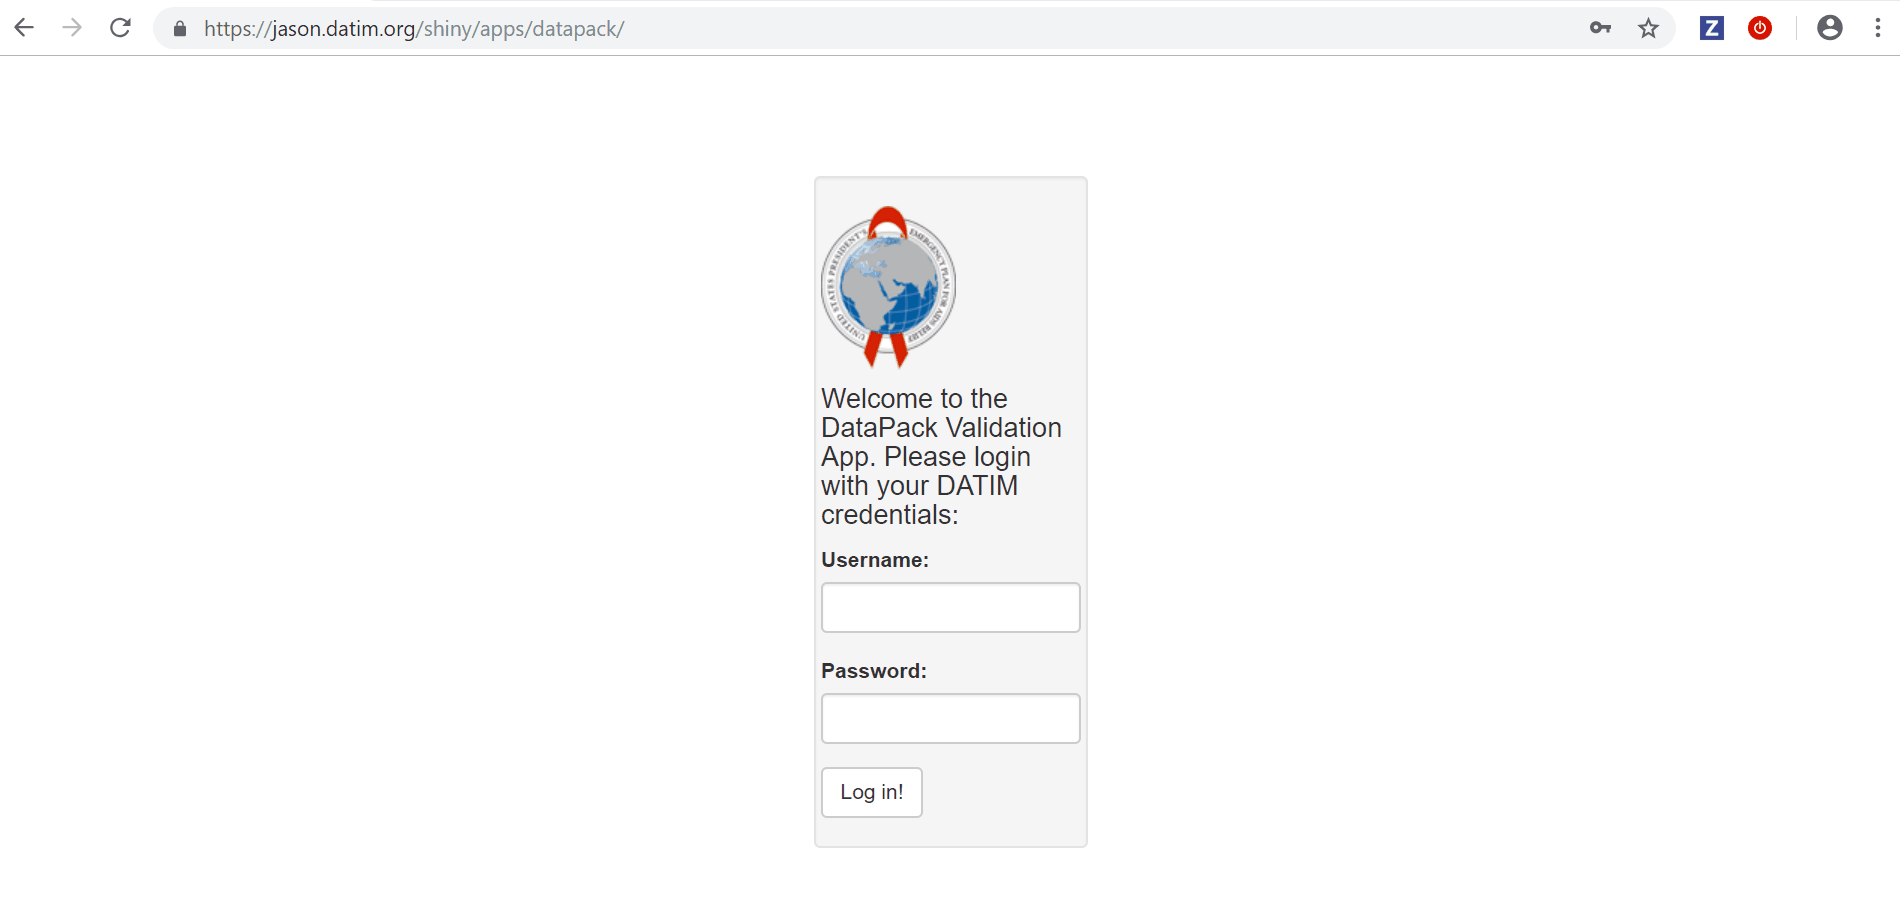 https://jason.datim.org/shiny/apps/datapack/
Z
UNITED STATES PRESIDENT'S EMERGENCY PLAN FOR AIDS RELIEF
Welcome to the
DataPack Validation
App. Please login
with your DATIM
credentials:
Username:
Password:
Log in!